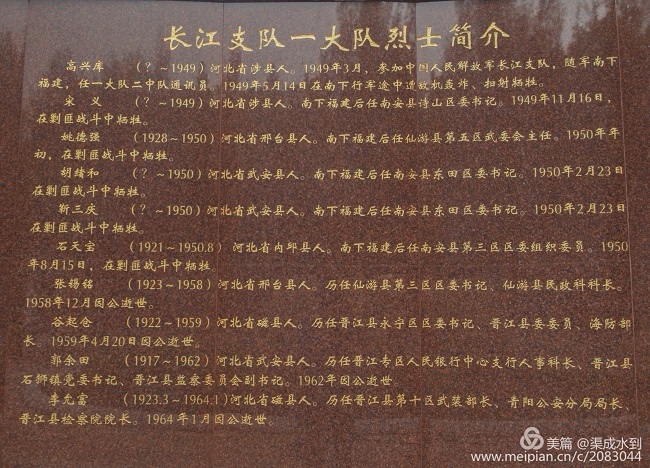 长江支队一大队烈士简介
高兴库 （？～1949）河北省涉县人。1949年3月，参加中国人民解放军长江支队，随军南下
福建，任一大队二中队通讯员。1949年5月14日在南下行军途中遭敌机轰炸、扫射牺牲。
宋义 （？～1949）河北省涉县人。南下福建后任南安县诗山区委书记。1949年11月16日，
在剿匪战斗中牺牲。
姚德强 （1928～1950）河北省邢台县人。南下福建后任仙游县第五区武委会主任。1950年年
初，在剿匪战斗中牺牲。
胡绪和 （？～1950）河北省武安县人。南下福建后任南安县东田区委书记。1950年2月23日
在剿匪战斗中牺牲。
靳三庆 （？～1950）河北省武安县人。南下福建后任南安县东田区委书记。1950年2月23日
在剿匪战斗中牺牲。
石天宝 （1921～1950.8）河北省内邱县人。南下福建后任南安县第三区区委组织委员。1950
年8月15日，在剿匪战斗中牺牲。
张锡铭 （1923～1958）河北省邢台县人。历任仙游县第三区区委书记、仙游县民政科科长。
1958年12月因公逝世。
谷起仓 （1922～1959）河北省磁县人。历任晋江县永宁区区委书记、晋江县委委员、海防部
长。1959年4月20日因公逝世。
郭余田 （1917～1962）河北省武安县人。历任晋江专区人民银行中心支行人事科长、晋江县
石狮镇党委书记、晋江县监察委员会副书记。1962年因公逝世。
李允富 （1923.3～1964.1）河北省磁县人。历任晋江县第十区武装部长、青阳公安分局局长、
晋江县检察院院长。1964年1月因公逝世
美篇 @渠成水到
www.meipian.cn/c/2083044